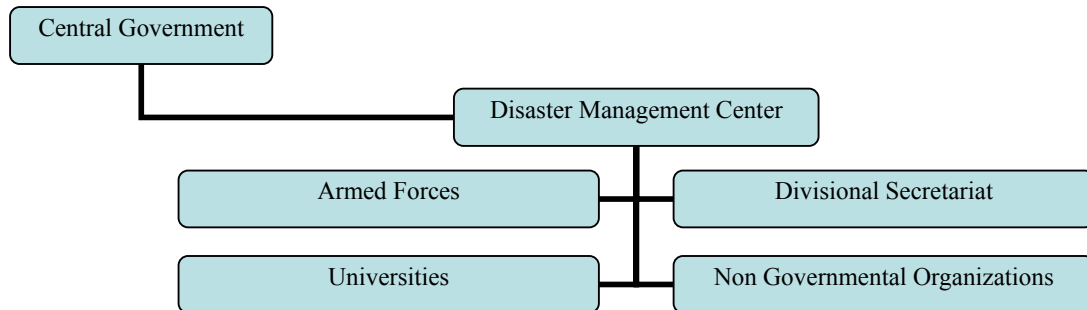 Central Government
Disaster Management Center
Armed Forces
Divisional Secretariat
Universities
Non Governmental Organizations